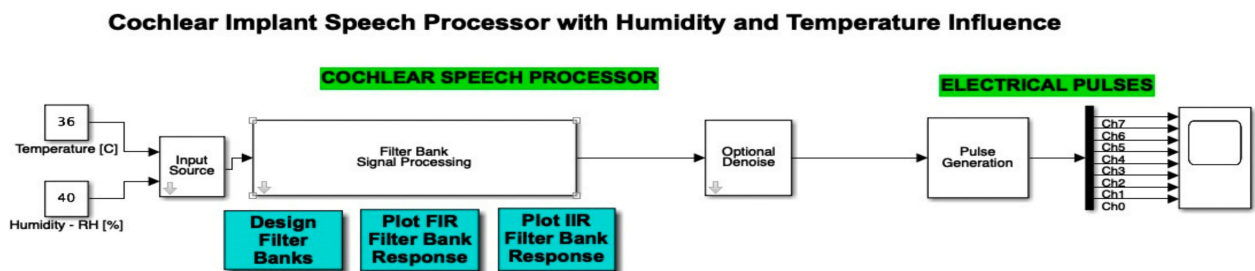 Cochlear Implant Speech Processor with Humidity and Temperature Influence
COCHLEAR SPEECH PROCESSOR
ELECTRICAL PULSES
36
Temperature [C]
40
Humidity - RH [%]
Input
Source
Filter Bank
Signal Processing
Optional
Denoise
Pulse
Generation
Ch7
Ch6
Ch5
Ch4
Ch3
Ch2
Ch1
Ch0
Design
Filter
Banks
Plot FIR
Filter Bank
Response
Plot IIR
Filter Bank
Response